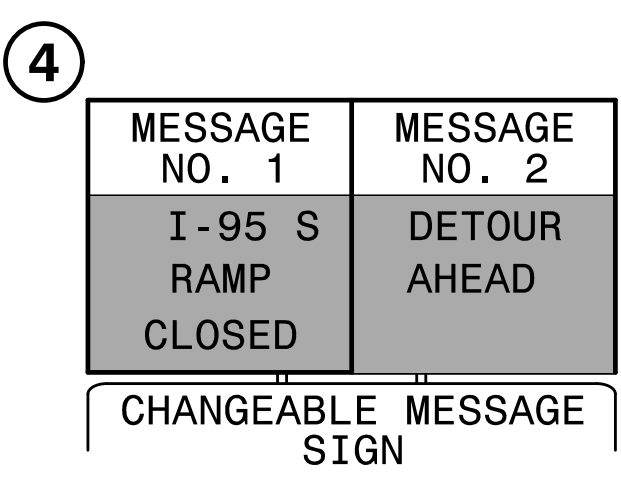 4
MESSAGE NO. 1
MESSAGE NO. 2
I-95 S
RAMP
CLOSED
DETOUR
AHEAD
CHANGEABLE MESSAGE
SIGN